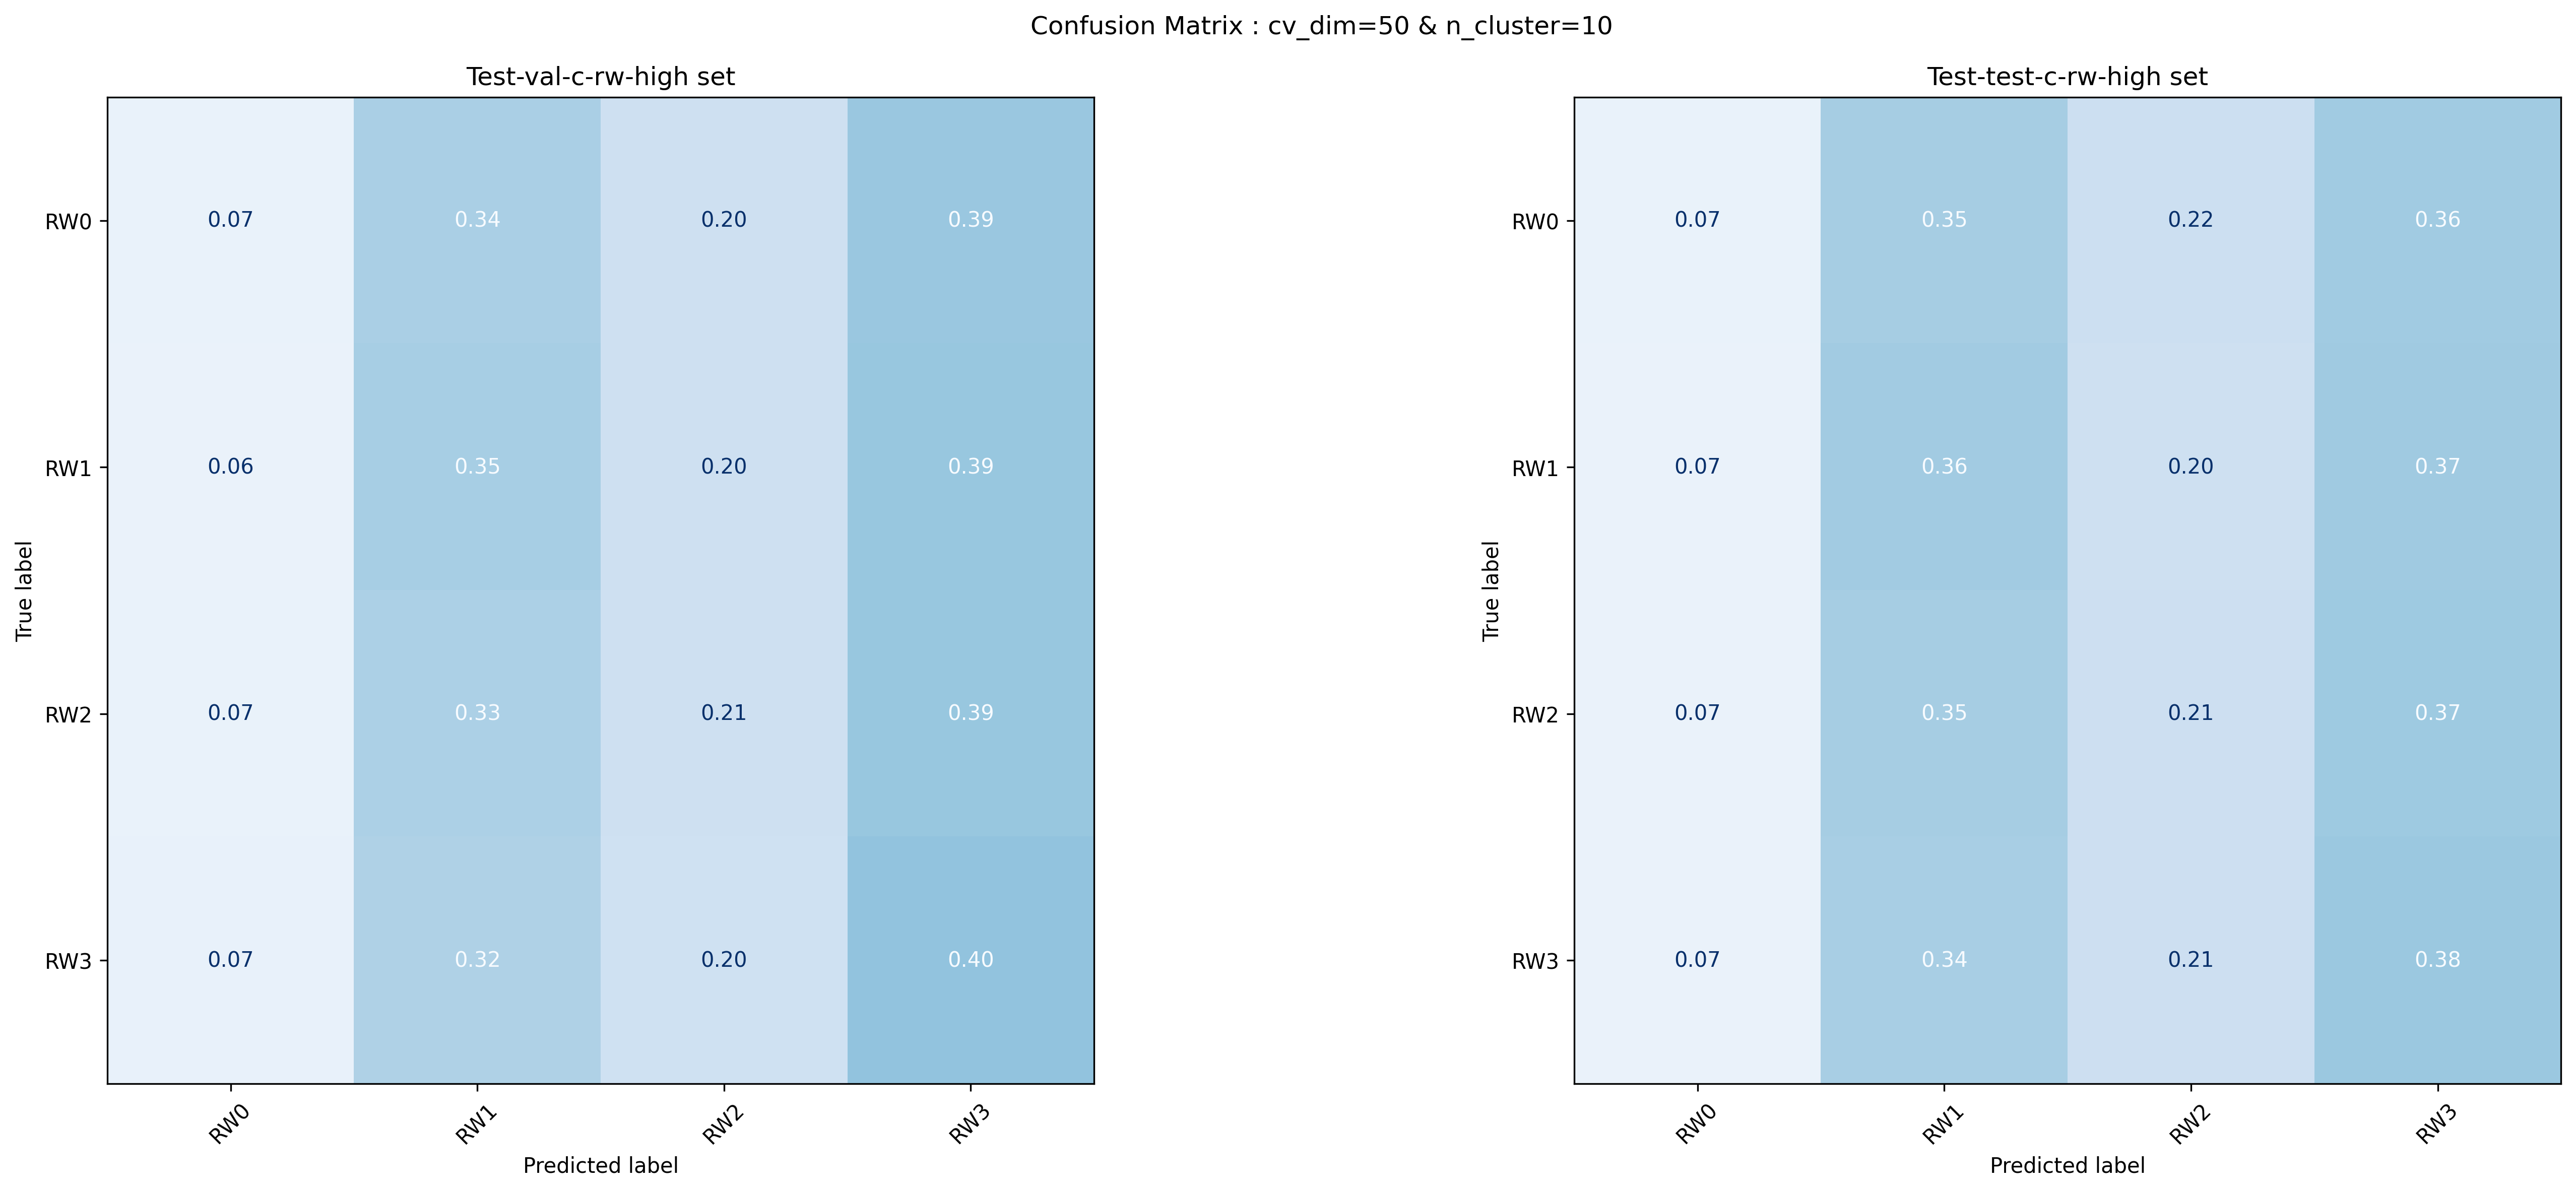 Confusion Matrix : cv_dim=50 & n_cluster=10
Test-val-c-rw-high set
True label
RW0 0.07 0.34 0.20 0.39
RW1 0.06 0.35 0.20 0.39
RW2 0.07 0.33 0.21 0.39
RW3 0.07 0.32 0.20 0.40
RW0 RW1 RW2 RW3
Predicted label
Test-test-c-rw-high set
True label
RW0 0.07 0.35 0.22 0.36
RW1 0.07 0.36 0.20 0.37
RW2 0.07 0.35 0.21 0.37
RW3 0.07 0.34 0.21 0.38
RW0 RW1 RW2 RW3
Predicted label